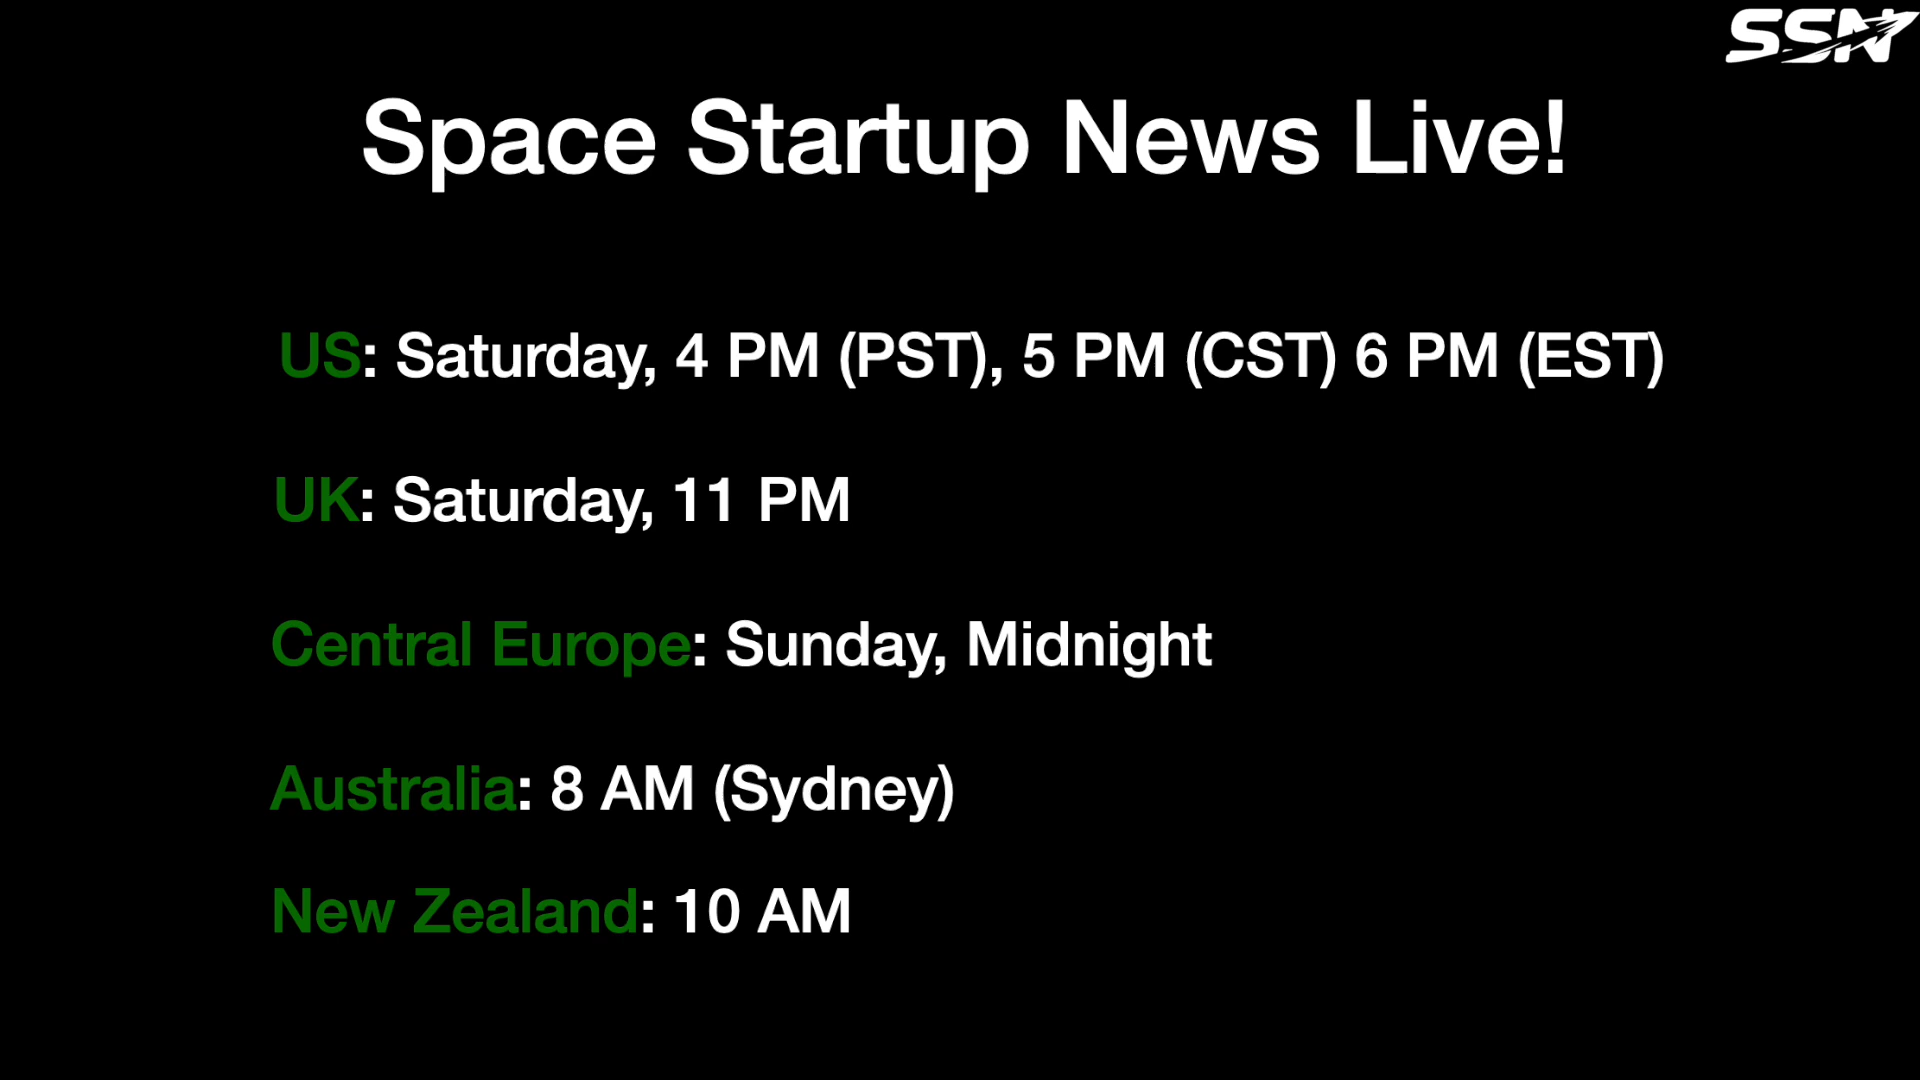 SSN
Space Startup News Live!
US: Saturday, 4 PM (PST), 5 PM (CST) 6 PM (EST)
UK: Saturday, 11 PM
Central Europe: Sunday, Midnight
Australia: 8 AM (Sydney)
New Zealand: 10 AM